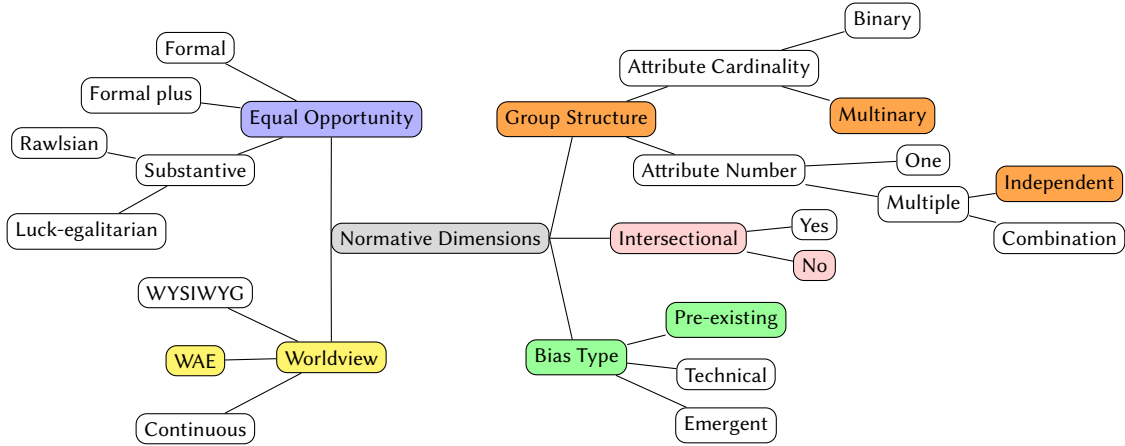 Normative Dimensions
Equal Opportunity
Formal
Formal plus
Substantive
Rawlsian
Luck-egalitarian
Worldview
WYSIWYG
WAE
Continuous
Group Structure
Attribute Cardinality
Binary
Multinary
Attribute Number
One
Multiple
Independent
Combination
Intersectional
Yes
No
Bias Type
Pre-existing
Technical
Emergent